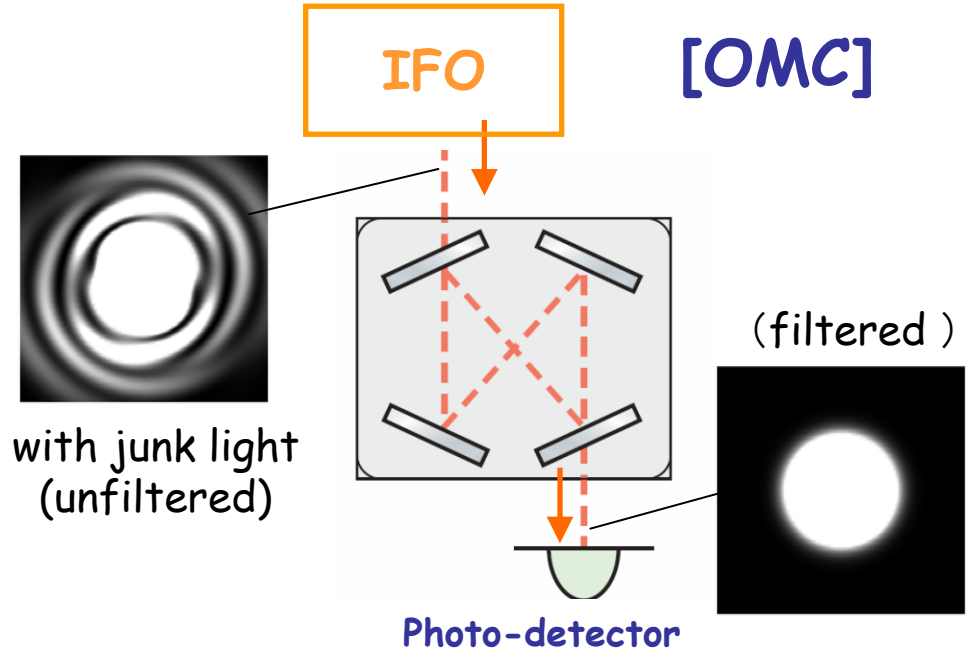 IFO
[OMC]
（filtered ）
with junk light
(unfiltered)
Photo-detector